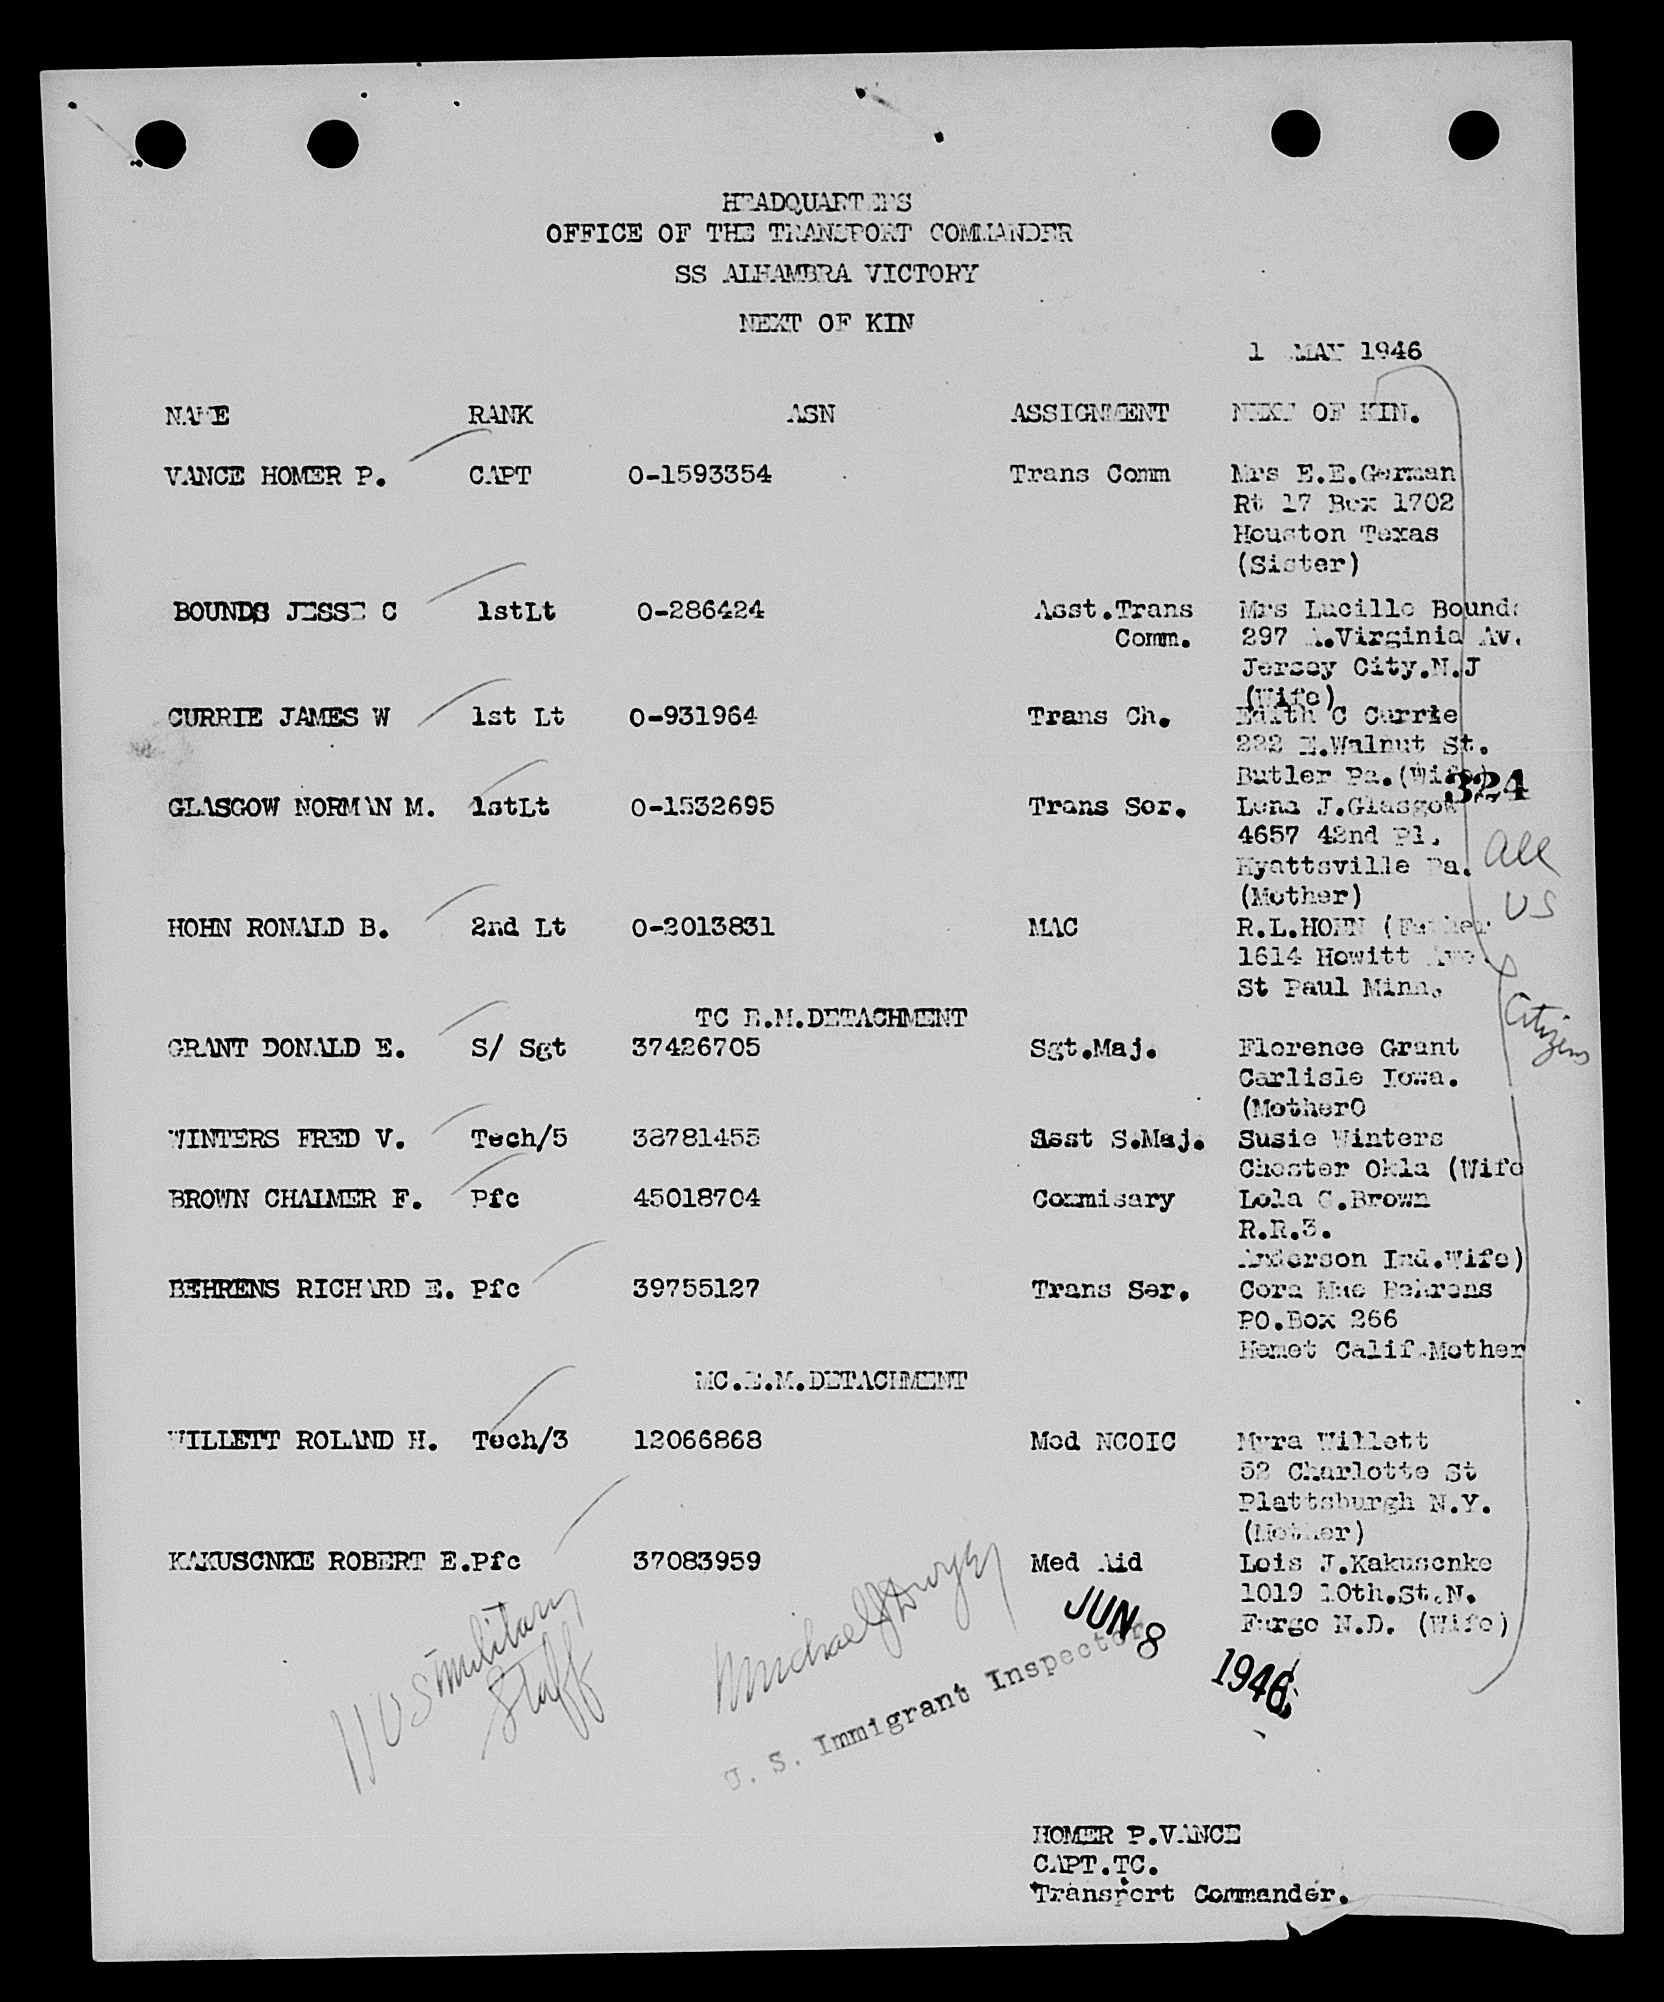 HEADQUARTERS
OFFICE OF THE TRANSPORT COMMANDER
SS ALHAMBRA VICTORY
NEXT OF KIN
1 MAY 1946
NAME RANK ASN ASSIGNMENT NEXT OF KIN.
VANCE HOMER P. CAPT O-1593354 Trans Comm Mrs E.E.German
Rt 17 Box 1702
Houston Texas
(Sister)
BOUNDS JESSE C 1stLt O-286424 Asst.Trans Mrs Lucille Bounds
Comm. 297 A.Virginia Av.
Jersey City.N.J
(Wife)
CURRIE JAMES W 1st Lt O-931964 Trans Ch. Edith C Currie
222 E.Walnut St.
Butler Pa.(Wife)
324
GLASGOW NORMAN M. 1stLt O-1532695 Trans Ser. Lena J.Glasgow
4657 42nd Pl.
Hyattsville Pa.
(Mother)
All
US
Citizens
HOHN RONALD B. 2nd Lt O-2013831 MAC R.L.HOHN (Father
1614 Howitt Ave.
St Paul Minn.
TC E.M.DETACHMENT
GRANT DONALD E. S/ Sgt 37426705 Sgt.Maj. Florence Grant
Carlisle Iowa.
(MotherO
WINTERS FRED V. Tech/5 38781455 Asst S.Maj. Susie Winters
Chester Okla (Wife
BROWN CHALMER F. Pfc 45018704 Commisary Lola C.Brown
R.R.3.
Anderson Ind.Wife)
BEHRENS RICHARD E. Pfc 39755127 Trans Ser. Cora Mae Behrens
PO.Box 266
Hemet Calif.Mother
MC.E.M.DETACHMENT
WILLETT ROLAND H. Tech/3 12066868 Med NCOIC Myra Willett
52 Charlotte St
Plattsburgh N.Y.
(Mother)
KAKUSCNKE ROBERT E.Pfc 37083959 Med Aid Lois J.Kakuscnke
1019 10th.St.N.
Fargo N.D. (Wife)
11 US military
Staff
Michael J Dwyer
U. S. Immigrant Inspector
JUN 8 1946
HOMER P.VANCE
CAPT.TC.
Transport Commander.